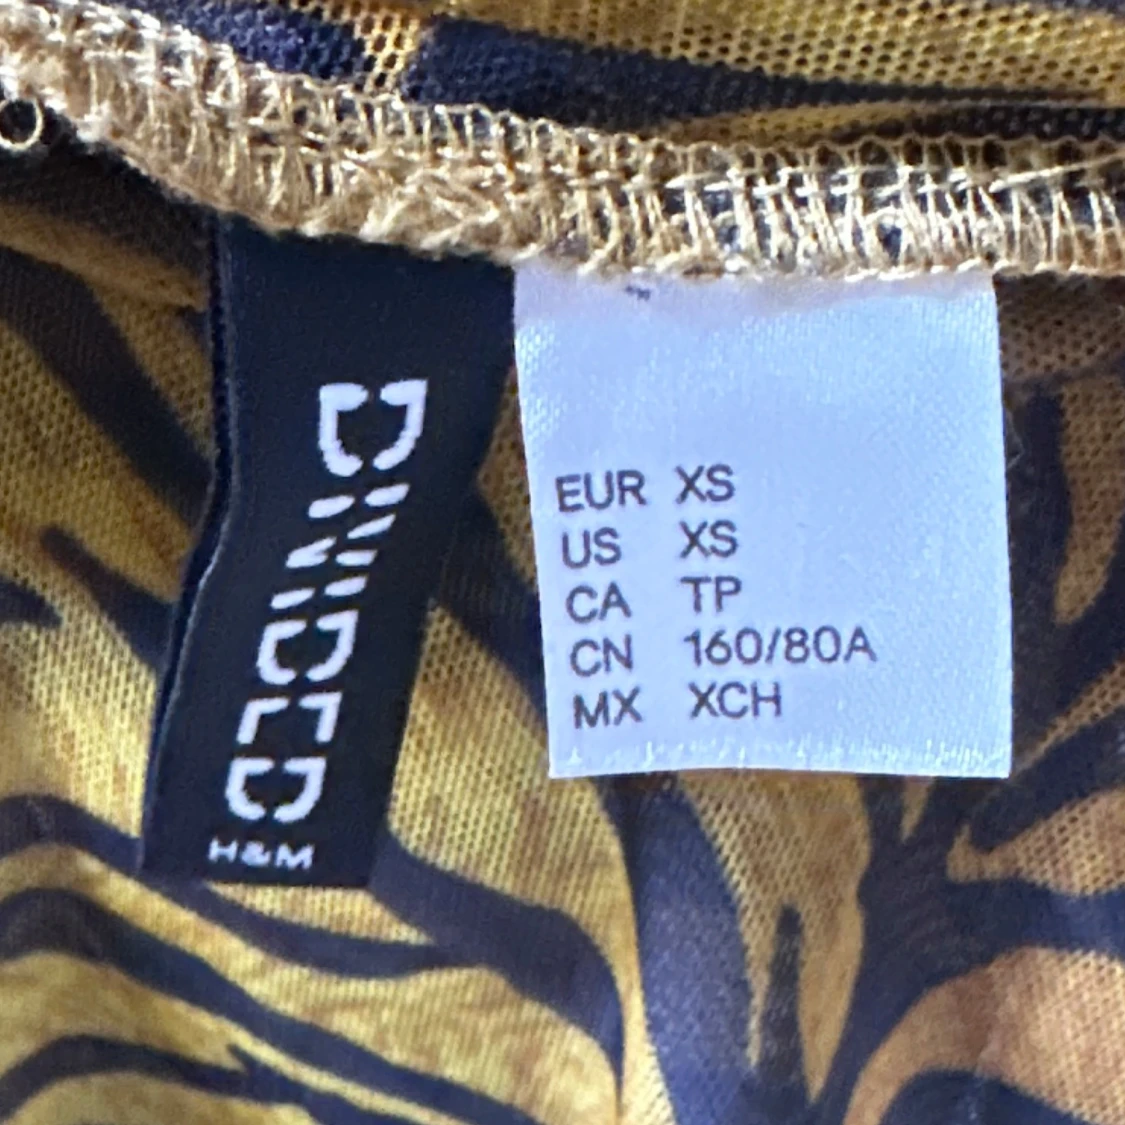 DIVIDED
H&M
EUR XS
US XS
CA TP
CN 160/80A
MX XCH